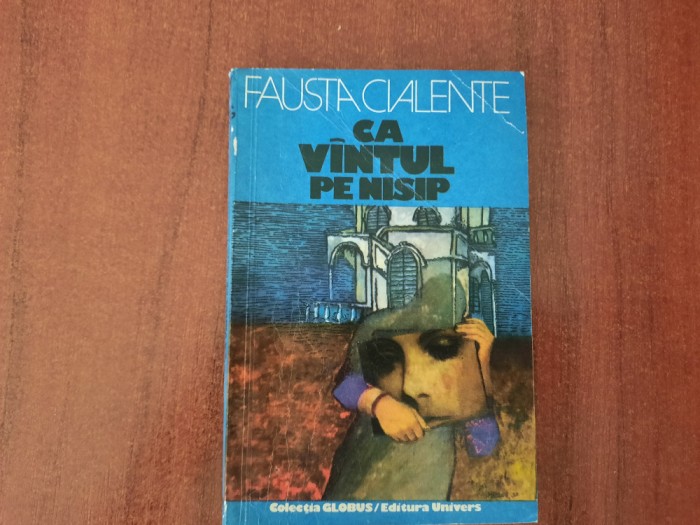 FAUSTA CIALENTE
CA
VÎNTUL
PE NISIP
Colecția GLOBUS/Editura Univers